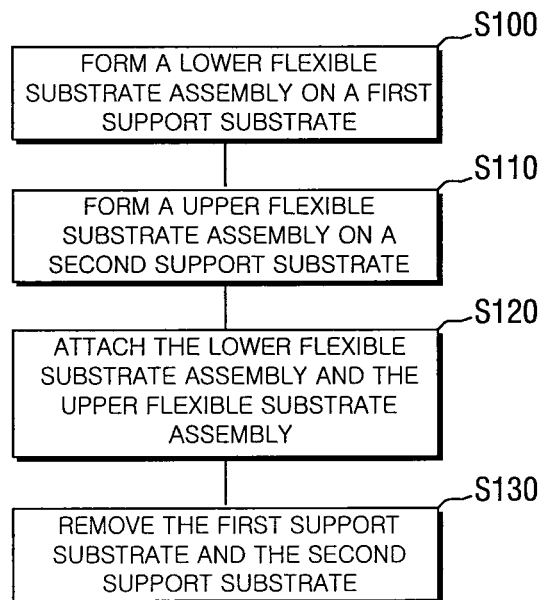 S100
FORM A LOWER FLEXIBLE
SUBSTRATE ASSEMBLY ON A FIRST
SUPPORT SUBSTRATE
S110
FORM A UPPER FLEXIBLE
SUBSTRATE ASSEMBLY ON A
SECOND SUPPORT SUBSTRATE
S120
ATTACH THE LOWER FLEXIBLE
SUBSTRATE ASSEMBLY AND THE
UPPER FLEXIBLE SUBSTRATE
ASSEMBLY
S130
REMOVE THE FIRST SUPPORT
SUBSTRATE AND THE SECOND
SUPPORT SUBSTRATE